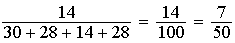 14/(30 + 28 + 14 + 28) = 14/100 = 7/50